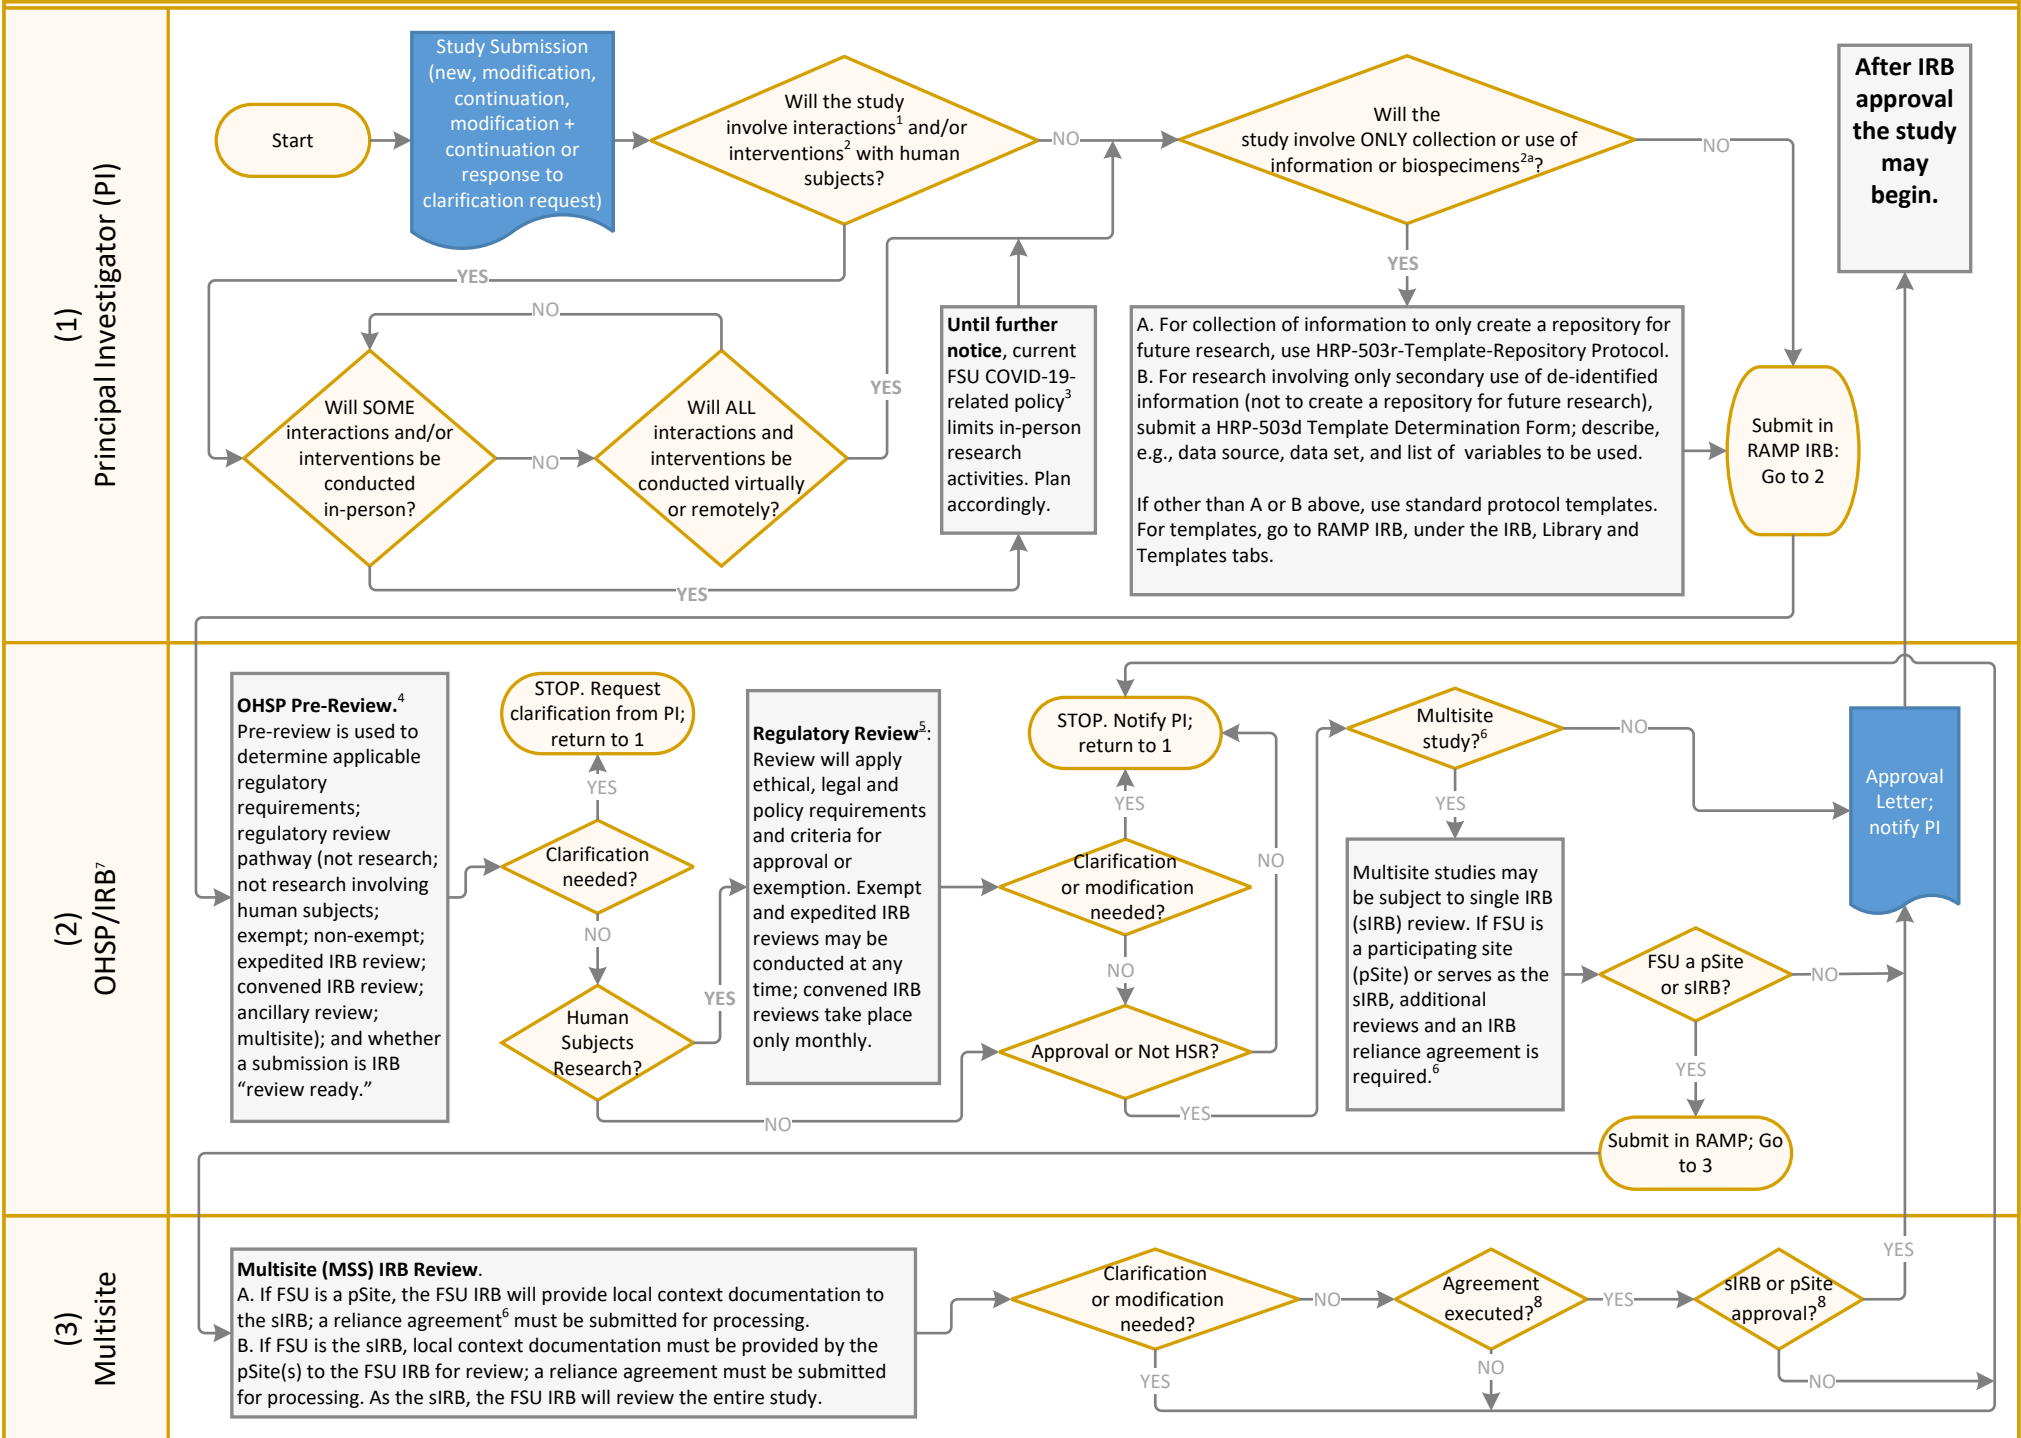 (1)
Principal Investigator (PI)
Start
Study Submission
(new, modification,
continuation,
modification +
continuation or
response to
clarification request)
Will the study
involve interactions¹ and/or
interventions² with human
subjects?
NO
Will the
study involve ONLY collection or use of
information or biospecimens²ᵃ?
NO
After IRB
approval
the study
may
begin.
YES
YES
NO
Will SOME
interactions and/or
interventions be
conducted
in-person?
NO
Will ALL
interactions and
interventions be
conducted virtually
or remotely?
YES
Until further
notice, current
FSU COVID-19-
related policy³
limits in-person
research
activities. Plan
accordingly.
YES
A. For collection of information to only create a repository for
future research, use HRP-503r-Template-Repository Protocol.
B. For research involving only secondary use of de-identified
information (not to create a repository for future research),
submit a HRP-503d Template Determination Form; describe,
e.g., data source, data set, and list of variables to be used.
If other than A or B above, use standard protocol templates.
For templates, go to RAMP IRB, under the IRB, Library and
Templates tabs.
Submit in
RAMP IRB:
Go to 2
(2)
OHSP/IRB⁷
OHSP Pre-Review.⁴
Pre-review is used to
determine applicable
regulatory
requirements;
regulatory review
pathway (not research;
not research involving
human subjects;
exempt; non-exempt;
expedited IRB review;
convened IRB review;
ancillary review;
multisite); and whether
a submission is IRB
“review ready.”
STOP. Request
clarification from PI;
return to 1
YES
Clarification
needed?
NO
Human
Subjects
Research?
YES
NO
Regulatory Review⁵:
Review will apply
ethical, legal and
policy requirements
and criteria for
approval or
exemption. Exempt
and expedited IRB
reviews may be
conducted at any
time; convened IRB
reviews take place
only monthly.
STOP. Notify PI;
return to 1
YES
Clarification
or modification
needed?
NO
Approval or Not HSR?
NO
YES
Multisite
study?⁶
NO
YES
Multisite studies may
be subject to single IRB
(sIRB) review. If FSU is
a participating site
(pSite) or serves as the
sIRB, additional
reviews and an IRB
reliance agreement is
required.⁶
FSU a pSite
or sIRB?
NO
YES
Submit in RAMP; Go
to 3
Approval
Letter;
notify PI
(3)
Multisite
Multisite (MSS) IRB Review.
A. If FSU is a pSite, the FSU IRB will provide local context documentation to
the sIRB; a reliance agreement⁶ must be submitted for processing.
B. If FSU is the sIRB, local context documentation must be provided by the
pSite(s) to the FSU IRB for review; a reliance agreement must be submitted
for processing. As the sIRB, the FSU IRB will review the entire study.
Clarification
or modification
needed?
YES
NO
Agreement
executed?⁸
NO
YES
sIRB or pSite
approval?⁸
NO
YES